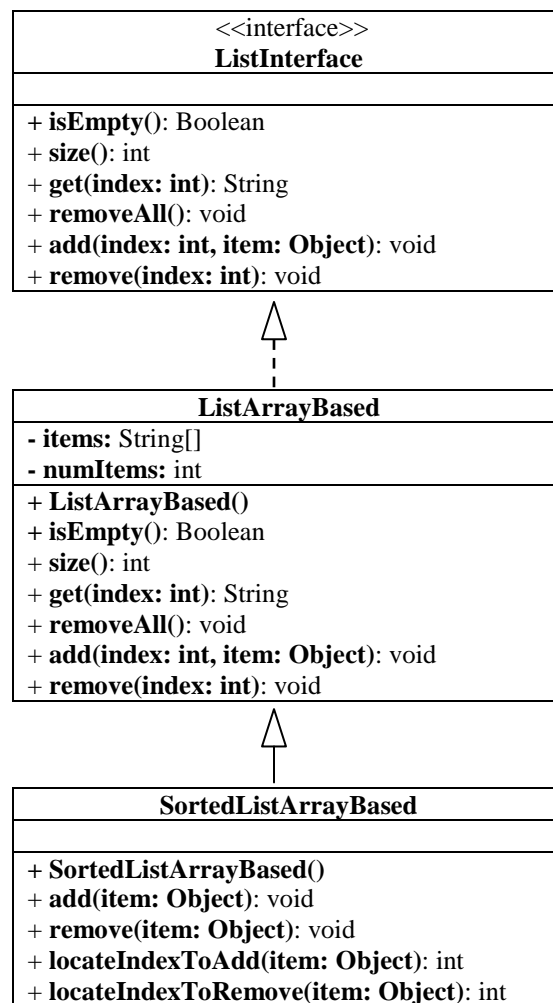 <<interface>>
ListInterface
+ isEmpty(): Boolean
+ size(): int
+ get(index: int): String
+ removeAll(): void
+ add(index: int, item: Object): void
+ remove(index: int): void
ListArrayBased
- items: String[]
- numItems: int
+ ListArrayBased()
+ isEmpty(): Boolean
+ size(): int
+ get(index: int): String
+ removeAll(): void
+ add(index: int, item: Object): void
+ remove(index: int): void
SortedListArrayBased
+ SortedListArrayBased()
+ add(item: Object): void
+ remove(item: Object): void
+ locateIndexToAdd(item: Object): int
+ locateIndexToRemove(item: Object): int